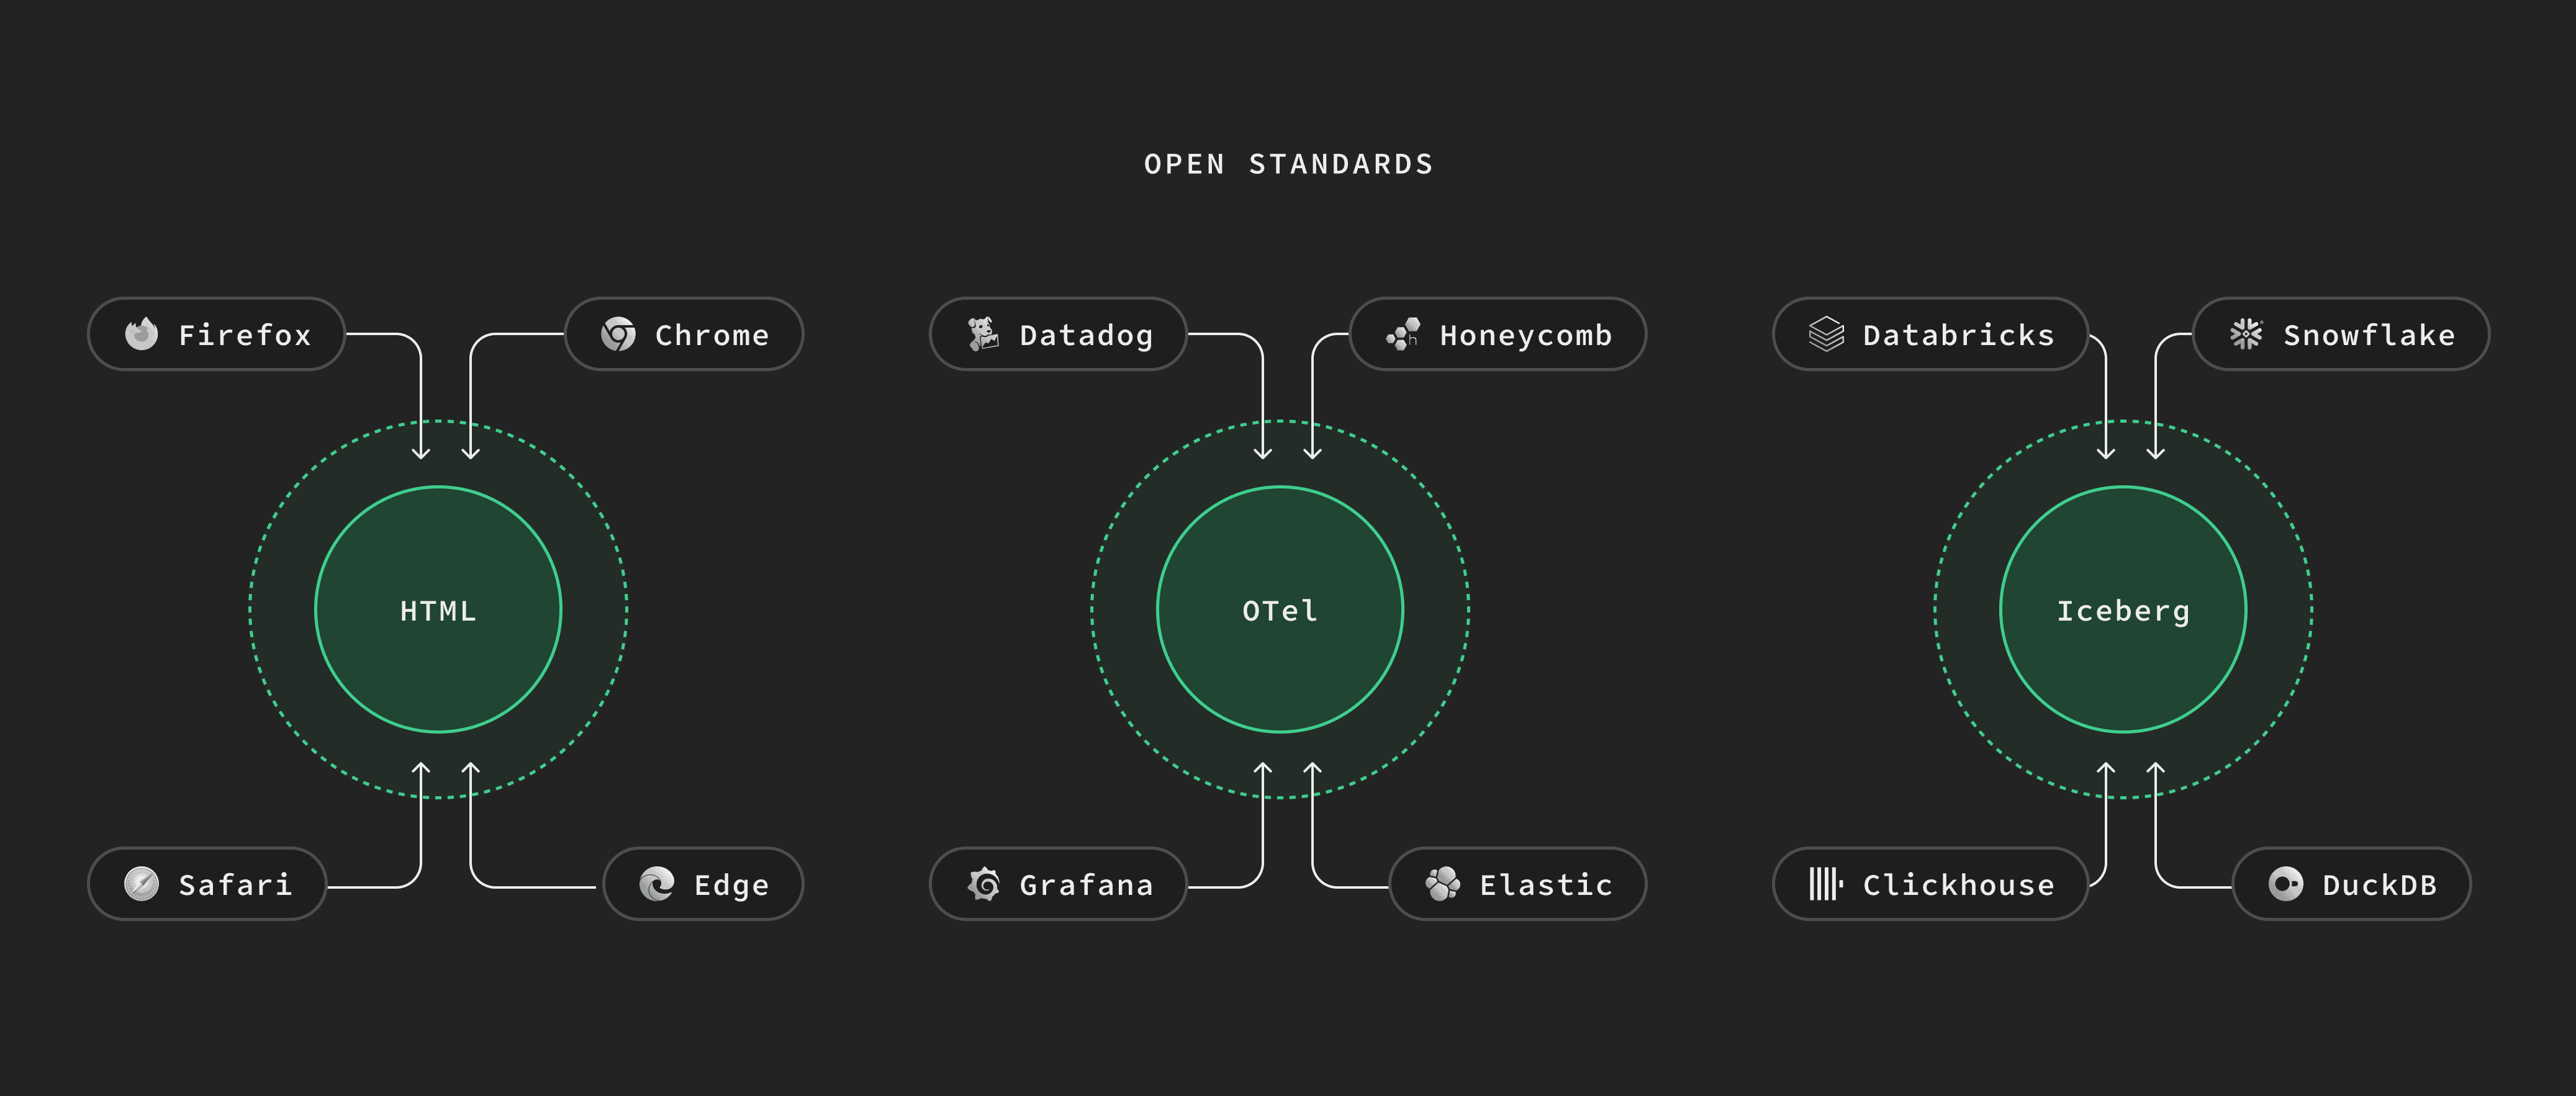 OPEN STANDARDS
Firefox
Chrome
Datadog
Honeycomb
Databricks
Snowflake
HTML
OTel
Iceberg
Safari
Edge
Grafana
Elastic
Clickhouse
DuckDB